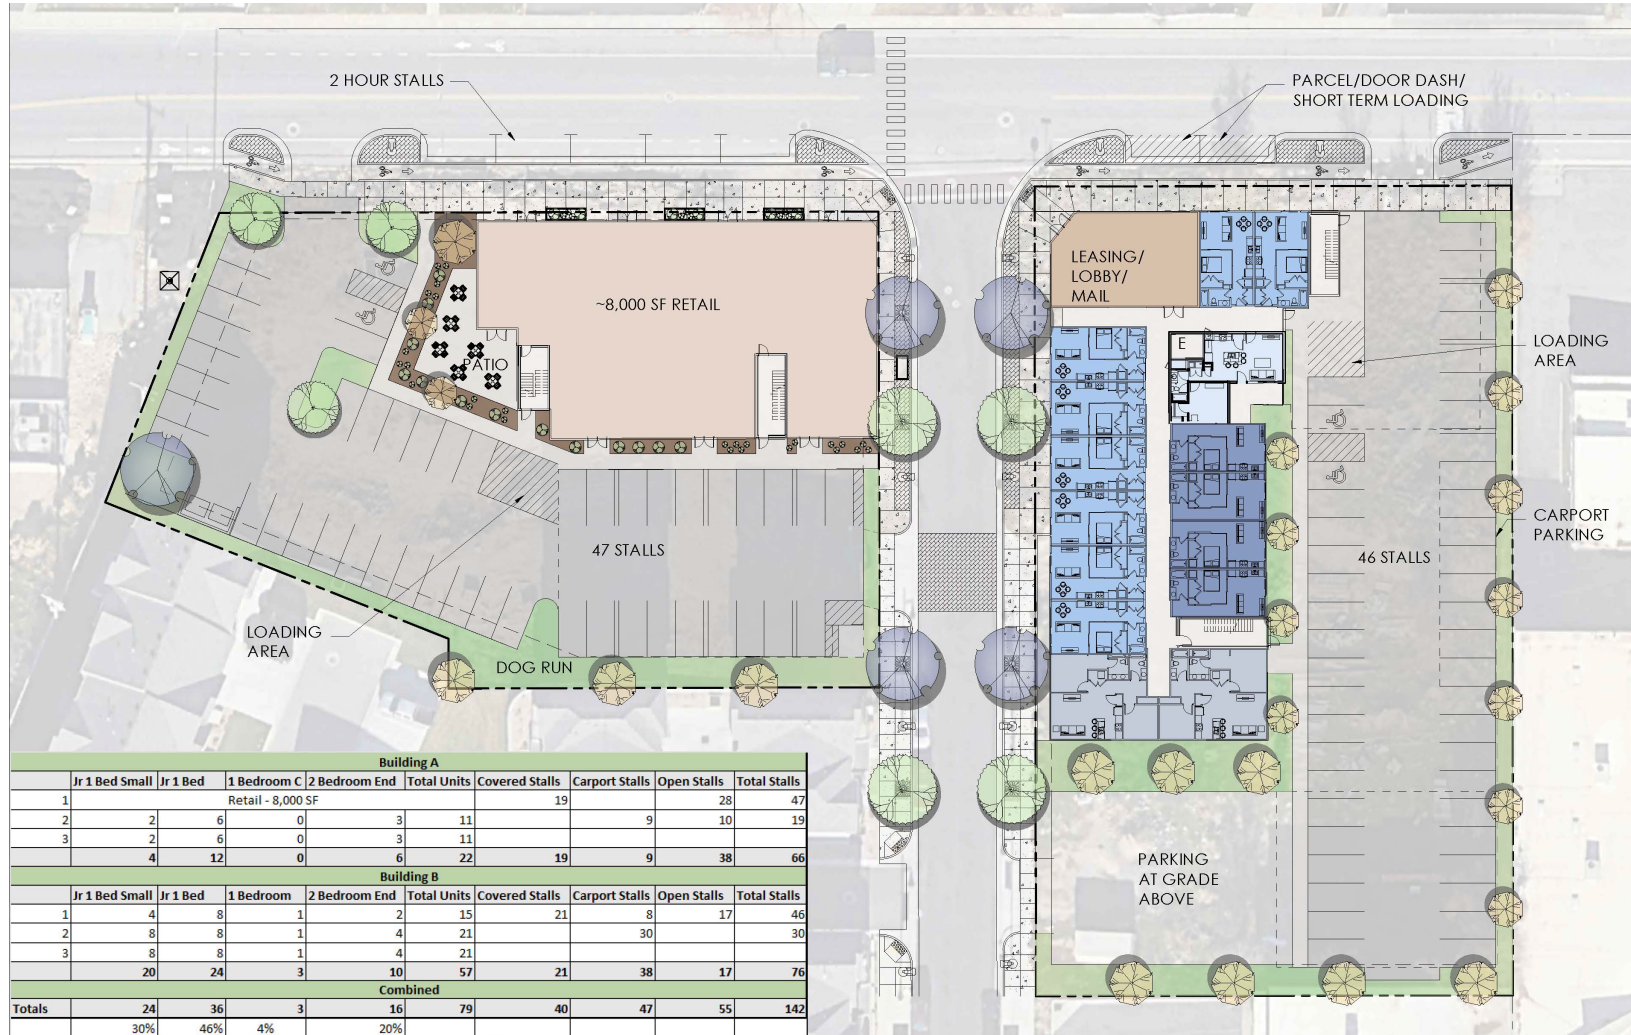 2 HOUR STALLS
PARCEL/DOOR DASH/
SHORT TERM LOADING
LEASING/
LOBBY/
MAIL
~8,000 SF RETAIL
E
LOADING
AREA
PATIO
CARPORT
PARKING
47 STALLS
46 STALLS
LOADING
AREA
DOG RUN
PARKING
AT GRADE
ABOVE
Building A
Jr 1 Bed Small Jr 1 Bed 1 Bedroom C 2 Bedroom End Total Units Covered Stalls Carport Stalls Open Stalls Total Stalls
1 Retail - 8,000 SF 19 28 47
2 2 6 0 3 11 9 10 19
3 2 6 0 3 11
4 12 0 6 22 19 9 38 66
Building B
Jr 1 Bed Small Jr 1 Bed 1 Bedroom 2 Bedroom End Total Units Covered Stalls Carport Stalls Open Stalls Total Stalls
1 4 8 1 2 15 21 8 17 46
2 8 8 1 4 21 30 30
3 8 8 1 4 21
20 24 3 10 57 21 38 17 76
Combined
Totals 24 36 3 16 79 40 47 55 142
30% 46% 4% 20%